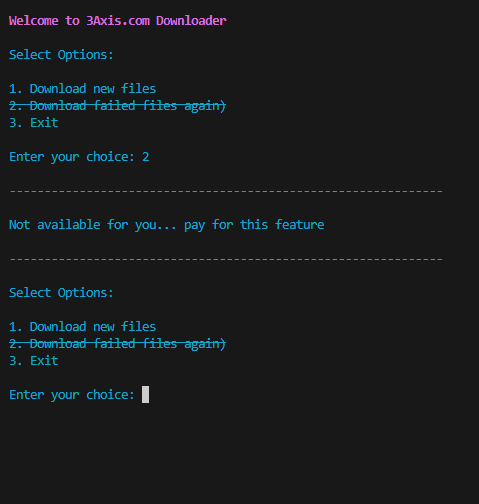 Welcome to 3Axis.com Downloader
Select Options:
1. Download new files
2. Download failed files again)
3. Exit
Enter your choice: 2
--------------------------------------------------------------
Not available for you... pay for this feature
--------------------------------------------------------------
Select Options:
1. Download new files
2. Download failed files again)
3. Exit
Enter your choice: